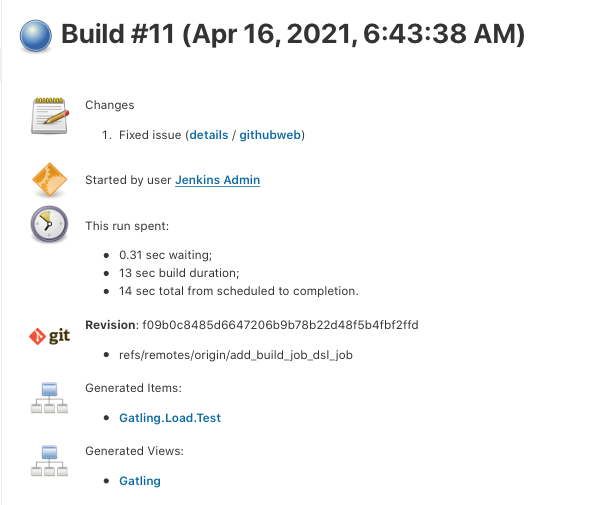 Build #11 (Apr 16, 2021, 6:43:38 AM)
Changes
1. Fixed issue (details / githubweb)
Started by user Jenkins Admin
This run spent:
• 0.31 sec waiting;
• 13 sec build duration;
• 14 sec total from scheduled to completion.
git
Revision: f09b0c8485d6647206b9b78b22d48f5b4fbf2ffd
• refs/remotes/origin/add_build_job_dsl_job
Generated Items:
• Gatling.Load.Test
Generated Views:
• Gatling